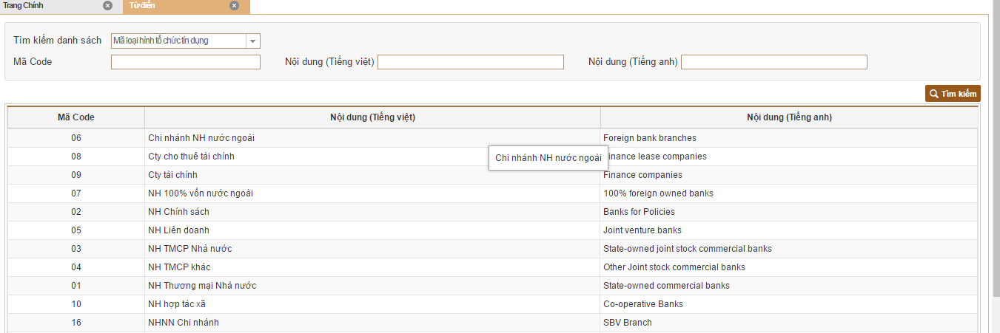 Trang Chính Từ điển
Tìm kiếm danh sách Mã loại hình tổ chức tín dụng
Mã Code Nội dung (Tiếng việt) Nội dung (Tiếng anh)
Tìm kiếm
Mã Code Nội dung (Tiếng việt) Nội dung (Tiếng anh)
06 Chi nhánh NH nước ngoài Foreign bank branches
Chi nhánh NH nước ngoài
08 Cty cho thuê tài chính Finance lease companies
09 Cty tài chính Finance companies
07 NH 100% vốn nước ngoài 100% foreign owned banks
02 NH Chính sách Banks for Policies
05 NH Liên doanh Joint venture banks
03 NH TMCP Nhà nước State-owned joint stock commercial banks
04 NH TMCP khác Other Joint stock commercial banks
01 NH Thương mại Nhà nước State-owned commercial banks
10 NH hợp tác xã Co-operative Banks
16 NHNN Chi nhánh SBV Branch